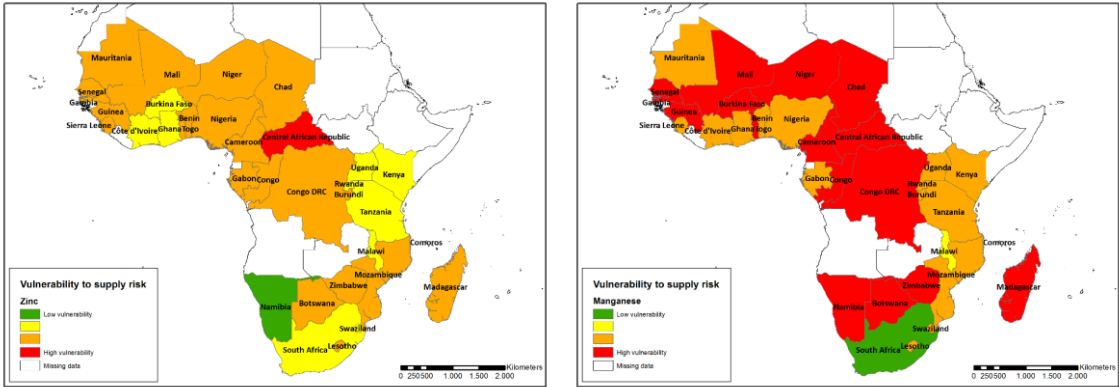 Mauritania
Mali
Niger
Chad
Senegal
Gambia
Guinea
Burkina Faso
Benin
Nigeria
Sierra Leone
Côte d'Ivoire
Ghana
Togo
Cameroon
Central African Republic
Gabon
Congo
Congo DRC
Uganda
Kenya
Rwanda
Burundi
Tanzania
Comoros
Malawi
Mozambique
Zimbabwe
Madagascar
Namibia
Botswana
Swaziland
Lesotho
South Africa
Vulnerability to supply risk
Zinc
Low vulnerability
High vulnerability
Missing data
Kilometers
0 250500 1.000 1.500 2.000
Mauritania
Mali
Niger
Chad
Senegal
Gambia
Guinea
Burkina Faso
Benin
Nigeria
Sierra Leone
Côte d'Ivoire
Ghana
Togo
Cameroon
Central African Republic
Gabon
Congo
Congo DRC
Uganda
Kenya
Rwanda
Burundi
Tanzania
Comoros
Malawi
Mozambique
Zimbabwe
Madagascar
Namibia
Botswana
Swaziland
Lesotho
South Africa
Vulnerability to supply risk
Manganese
Low vulnerability
High vulnerability
Missing data
Kilometers
0 250500 1.000 1.500 2.000